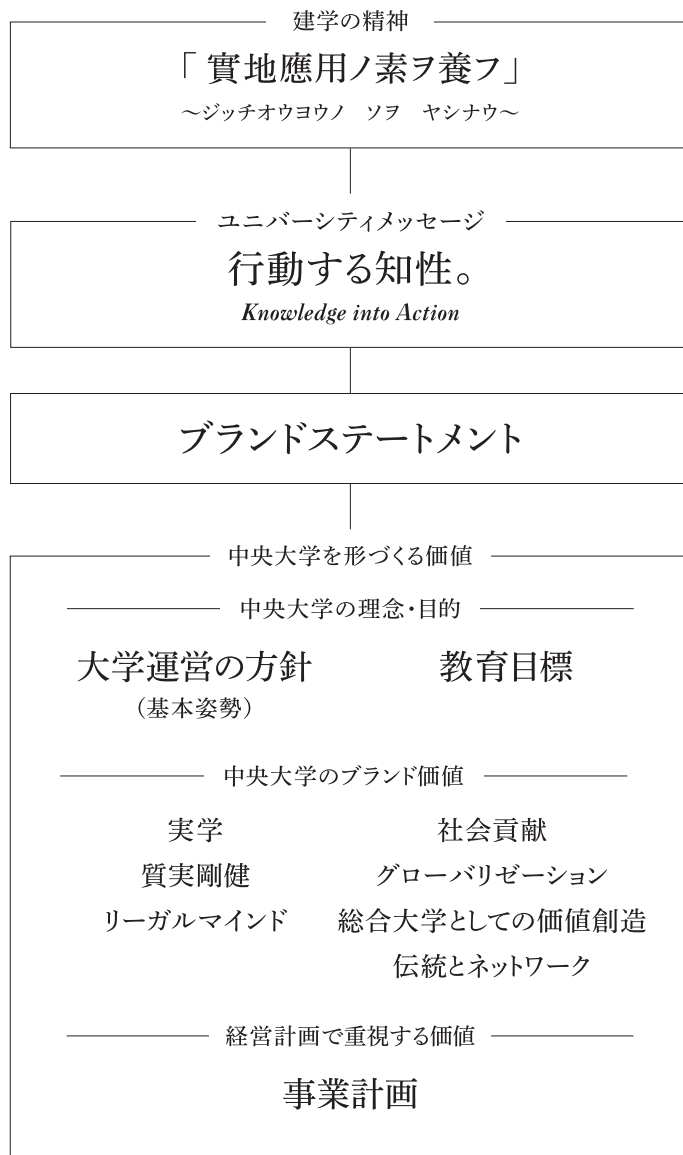 建学の精神
「實地應用ノ素ヲ養フ」
～ジッチオウヨウノ　ソヲ　ヤシナウ～
ユニバーシティメッセージ
行動する知性。
Knowledge into Action
ブランドステートメント
中央大学を形づくる価値
中央大学の理念・目的
大学運営の方針
（基本姿勢）
教育目標
中央大学のブランド価値
実学
質実剛健
リーガルマインド
社会貢献
グローバリゼーション
総合大学としての価値創造
伝統とネットワーク
経営計画で重視する価値
事業計画